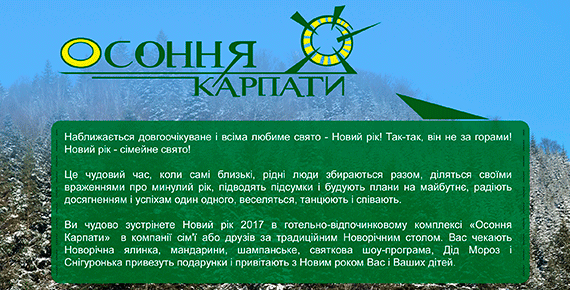 ОСОННЯ
КАРПАТИ
Наближається довгоочікуване і всіма любиме свято - Новий рік! Так-так, він не за горами!
Новий рік - сімейне свято!
Це чудовий час, коли самі близькі, рідні люди збираються разом, діляться своїми
враженнями про минулий рік, підводять підсумки і будують плани на майбутнє, радіють
досягненням і успіхам один одного, веселяться, танцюють і співають.
Ви чудово зустрінете Новий рік 2017 в готельно-відпочинковому комплексі «Осоння
Карпати» в компанії сім'ї або друзів за традиційним Новорічним столом. Вас чекають
Новорічна ялинка, мандарини, шампанське, святкова шоу-програма, Дід Мороз і
Снігуронька привезуть подарунки і привітають з Новим роком Вас і Ваших дітей.